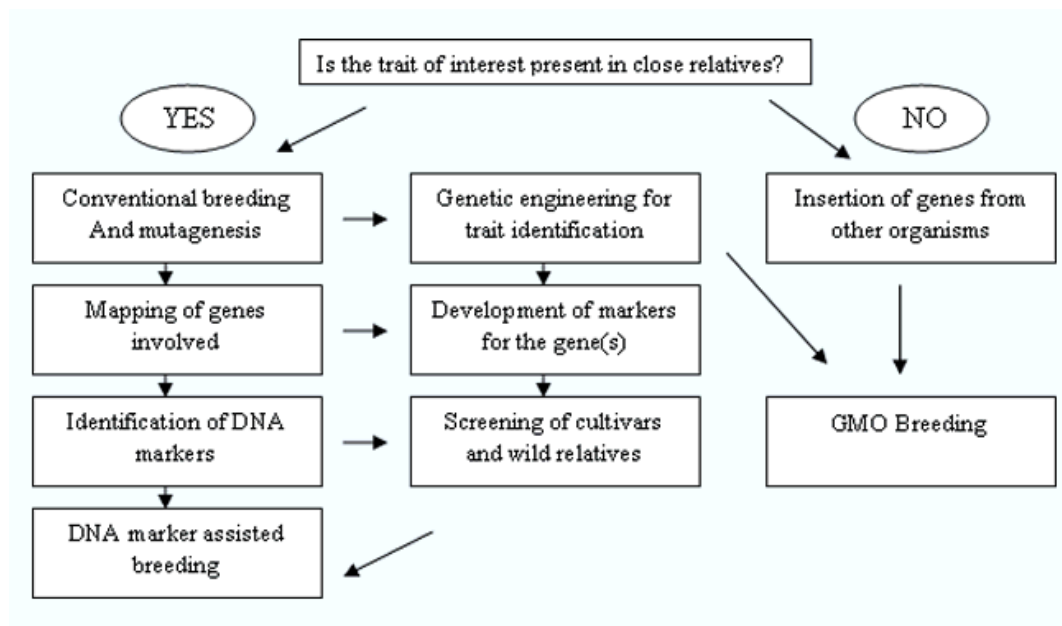 Is the trait of interest present in close relatives?
YES
NO
Conventional breeding
And mutagenesis
Genetic engineering for
trait identification
Insertion of genes from
other organisms
Mapping of genes
involved
Development of markers
for the gene(s)
Identification of DNA
markers
Screening of cultivars
and wild relatives
GMO Breeding
DNA marker assisted
breeding